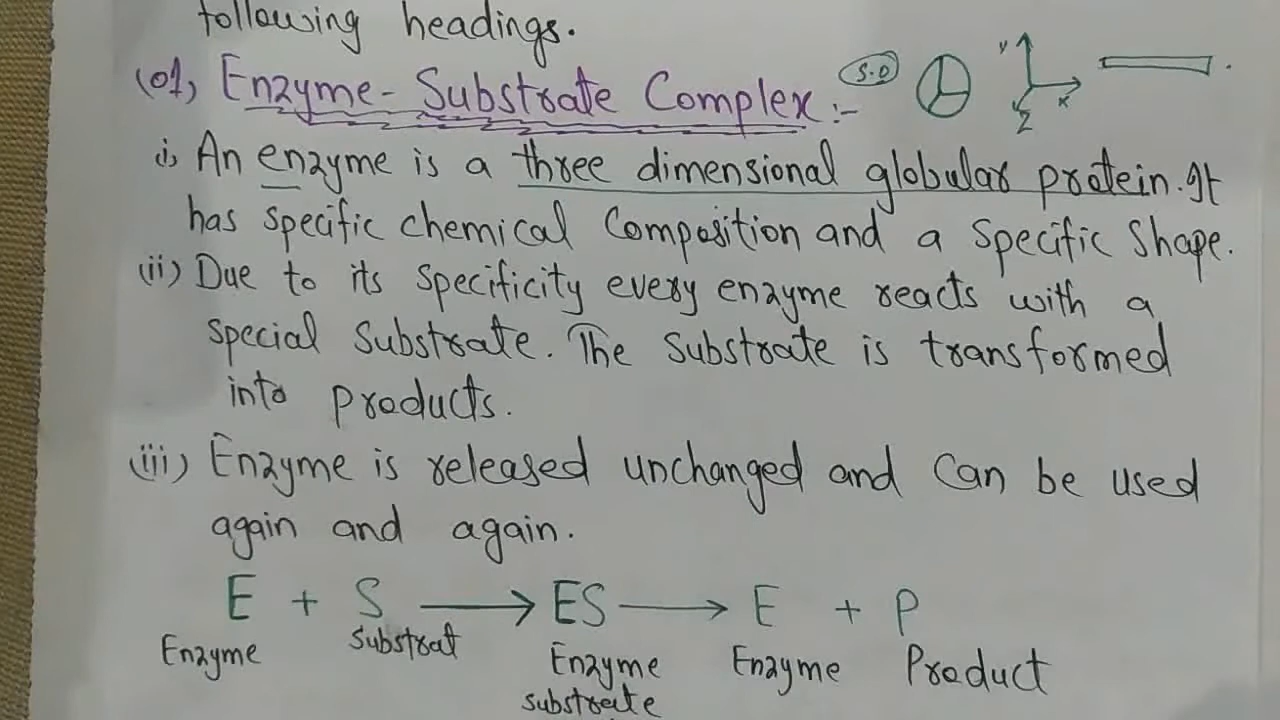 following headings.
(01) Enzyme-Substrate Complex :-
S.D
y
x
z
i) An enzyme is a three dimensional globular protein. It
has specific chemical Composition and a specific shape.
(ii) Due to its specificity every enzyme reacts with a
special substrate. The substrate is transformed
into products.
(iii) Enzyme is released unchanged and can be used
again and again.
E + S ⟶ ES ⟶ E + P
Enzyme Substrat Enzyme Enzyme Product
substrate